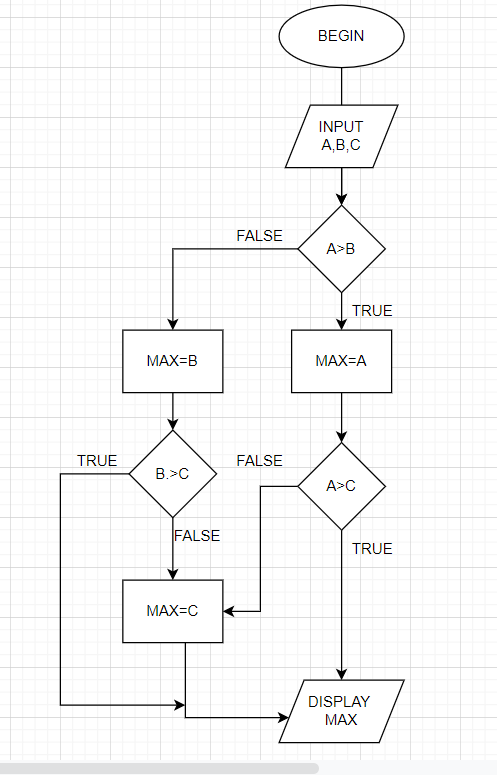 BEGIN
INPUT
A,B,C
FALSE
A>B
TRUE
MAX=B
MAX=A
TRUE
FALSE
B.>C
A>C
FALSE
TRUE
MAX=C
DISPLAY
MAX